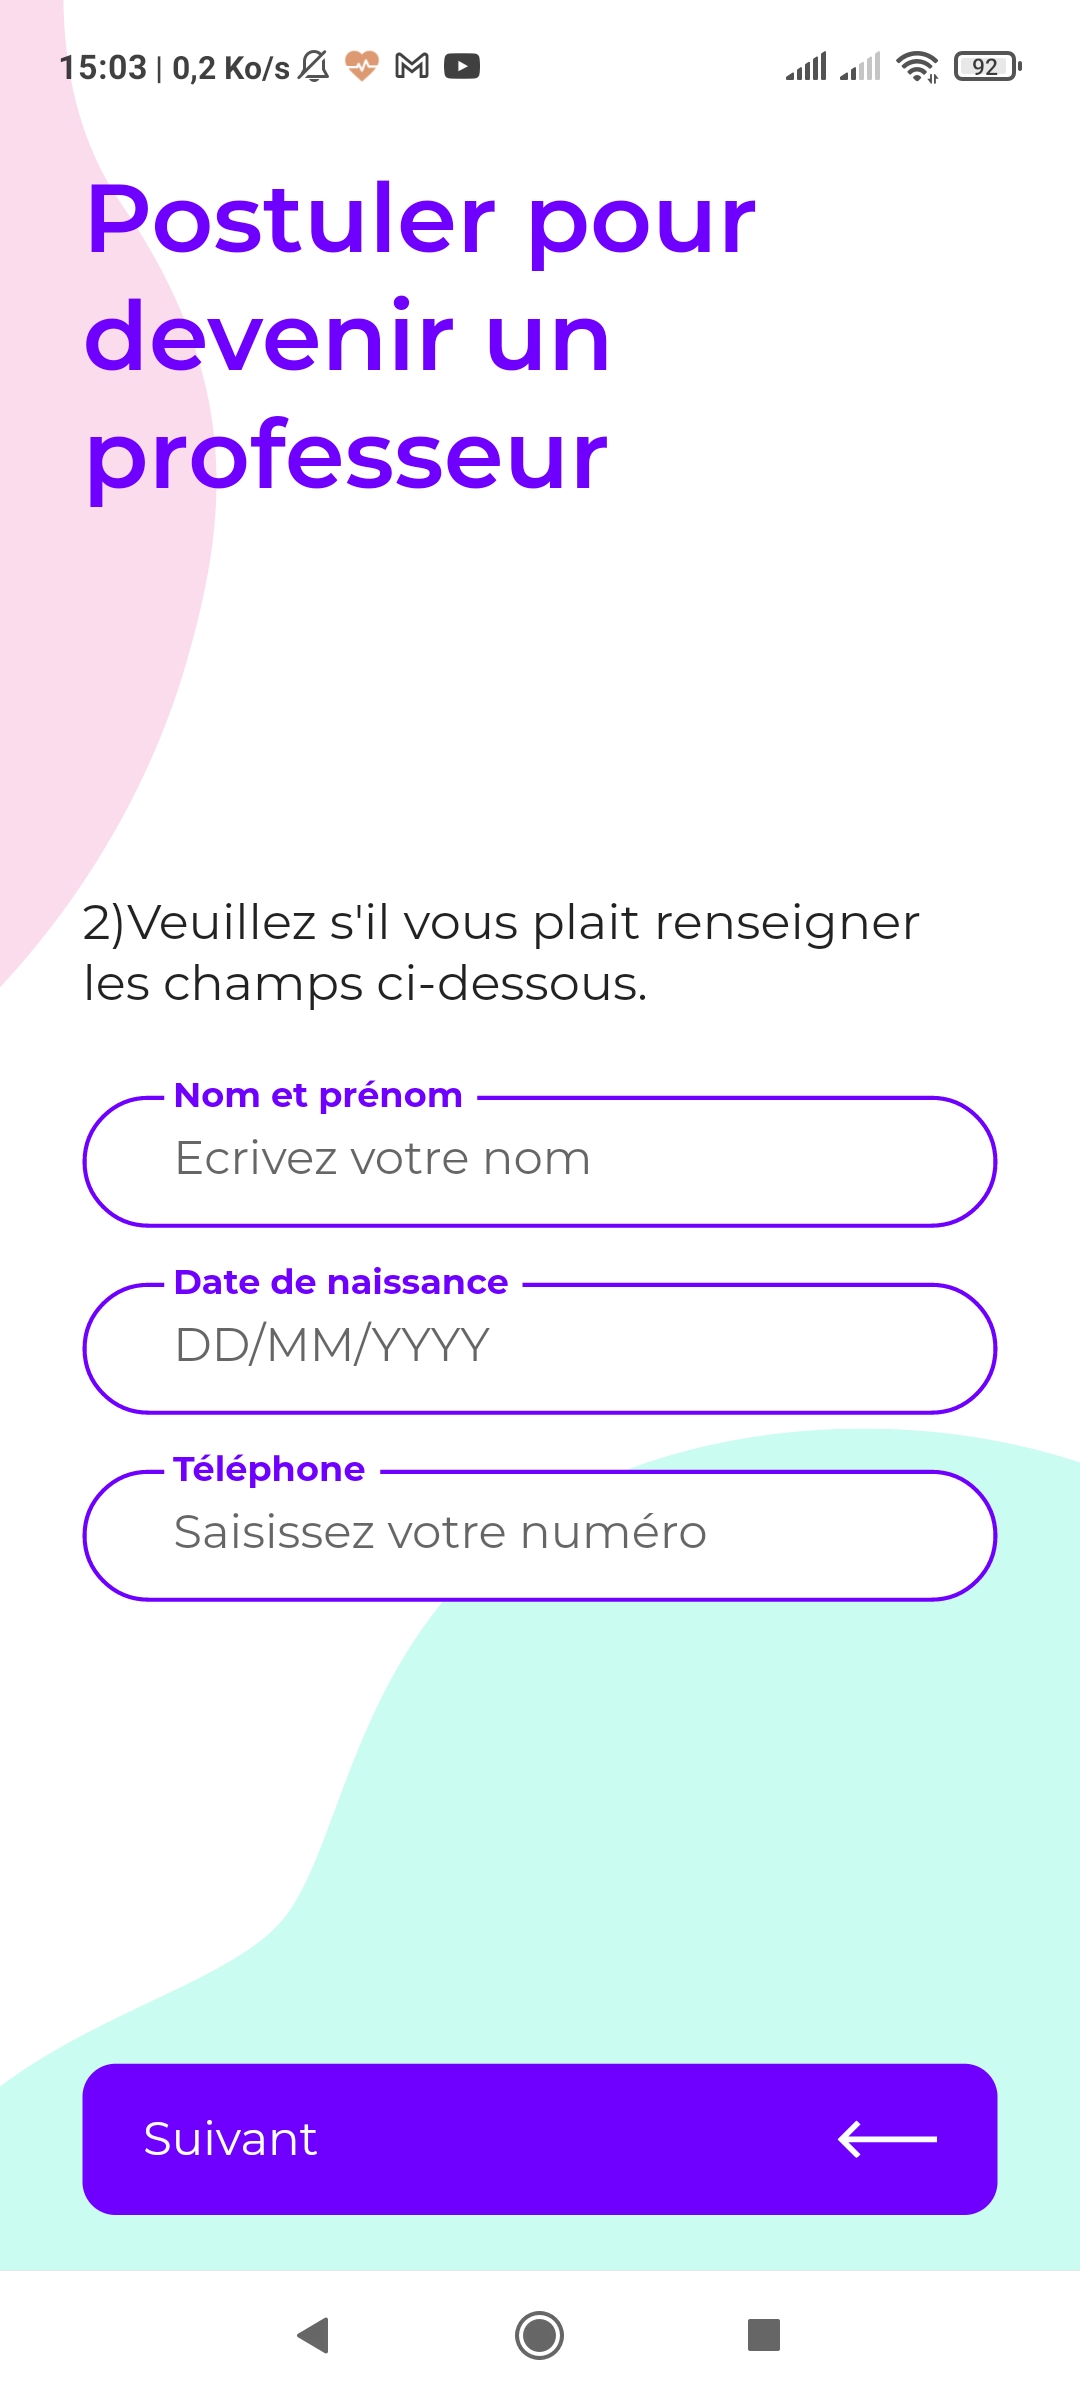 15:03 | 0,2 Ko/s
92
Postuler pour
devenir un
professeur
2)Veuillez s'il vous plait renseigner
les champs ci-dessous.
Nom et prénom
Ecrivez votre nom
Date de naissance
DD/MM/YYYY
Téléphone
Saisissez votre numéro
Suivant